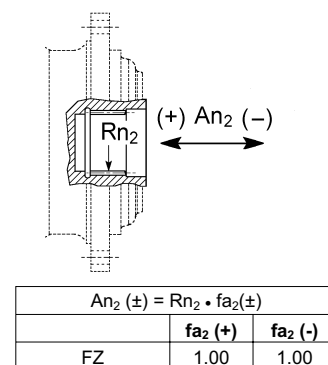 (+) An₂ (−)
Rn₂
An₂ (±) = Rn₂ • fa₂(±)
fa₂ (+) fa₂ (-)
FZ 1.00 1.00